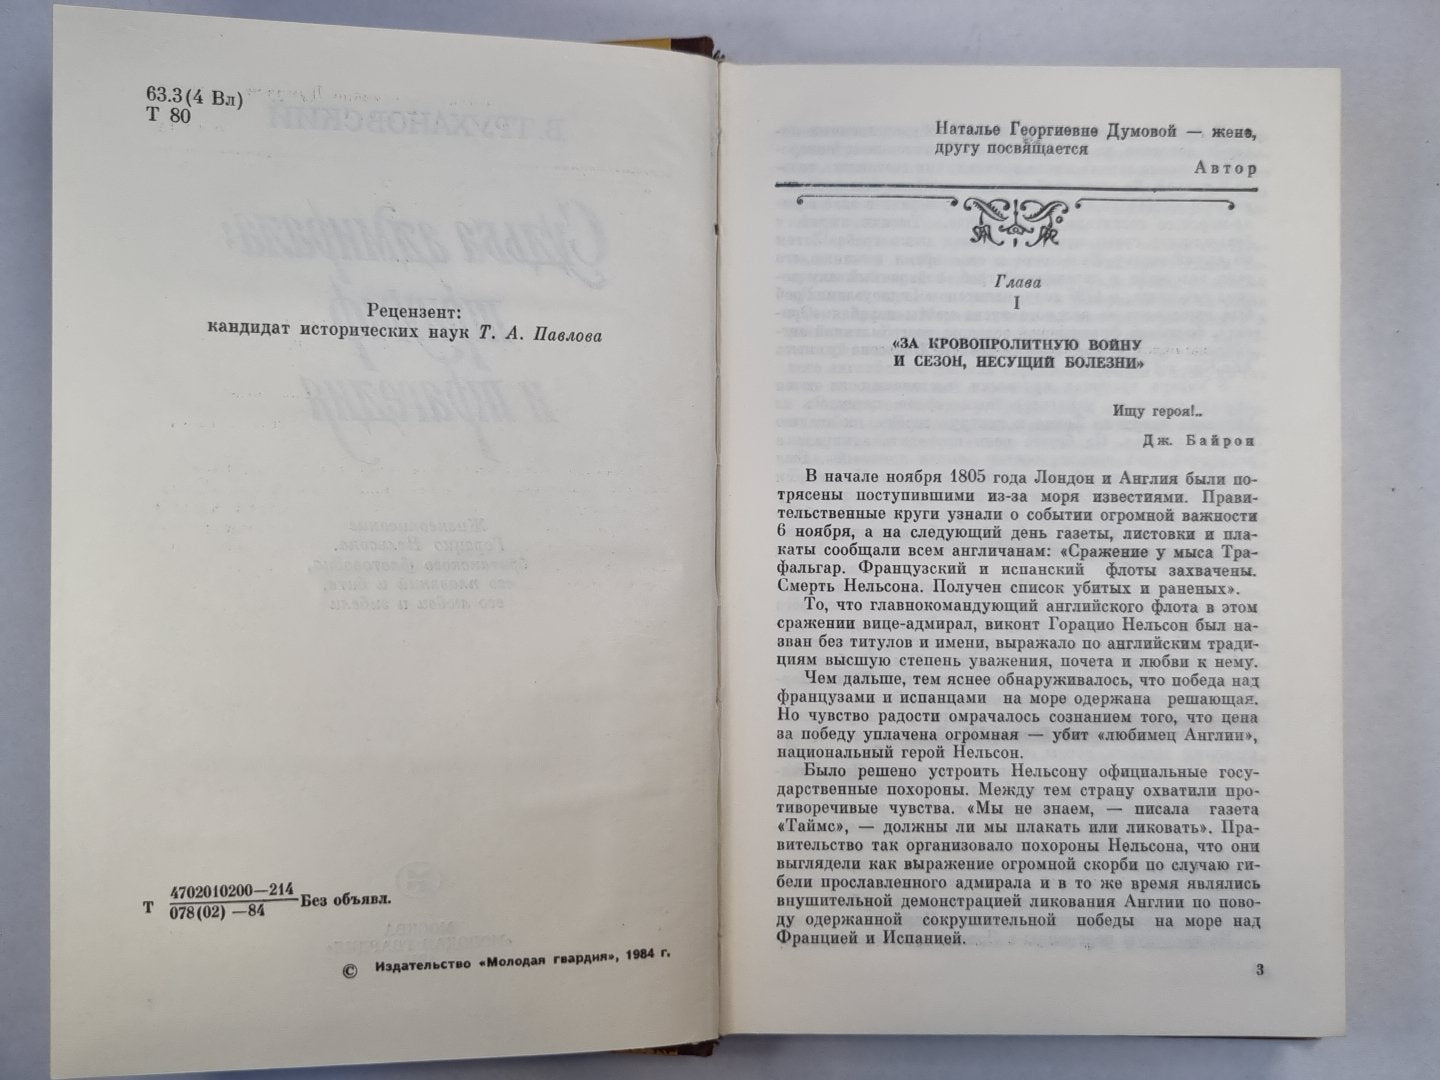 63.3(4 Вл)
Т 80
Рецензент:
кандидат исторических наук Т. А. Павлова
Т 4702010200—214
078(02) —84
Без объявл.
© Издательство «Молодая гвардия», 1984 г.
Наталье Георгиевне Думовой — жене,
другу посвящается
Автор
Глава
I
«ЗА КРОВОПРОЛИТНУЮ ВОЙНУ
И СЕЗОН, НЕСУЩИЙ БОЛЕЗНИ»
Ищу героя!..
Дж. Байрон
В начале ноября 1805 года Лондон и Англия были по-
трясены поступившими из-за моря известиями. Прави-
тельственные круги узнали о событии огромной важности
6 ноября, а на следующий день газеты, листовки и пла-
каты сообщали всем англичанам: «Сражение у мыса Тра-
фальгар. Французский и испанский флоты захвачены.
Смерть Нельсона. Получен список убитых и раненых».
То, что главнокомандующий английского флота в этом
сражении вице-адмирал, виконт Горацио Нельсон был на-
зван без титулов и имени, выражало по английским тради-
циям высшую степень уважения, почета и любви к нему.
Чем дальше, тем яснее обнаруживалось, что победа над
французами и испанцами на море одержана решающая.
Но чувство радости омрачалось сознанием того, что цена
за победу уплачена огромная — убит «любимец Англии»,
национальный герой Нельсон.
Было решено устроить Нельсону официальные госу-
дарственные похороны. Между тем страну охватили про-
тиворечивые чувства. «Мы не знаем, — писала газета
«Таймс», — должны ли мы плакать или ликовать». Пра-
вительство так организовало похороны Нельсона, что они
выглядели как выражение огромной скорби по случаю ги-
бели прославленного адмирала и в то же время являлись
внушительной демонстрацией ликования Англии по пово-
ду одержанной сокрушительной победы на море над
Францией и Испанией.
3